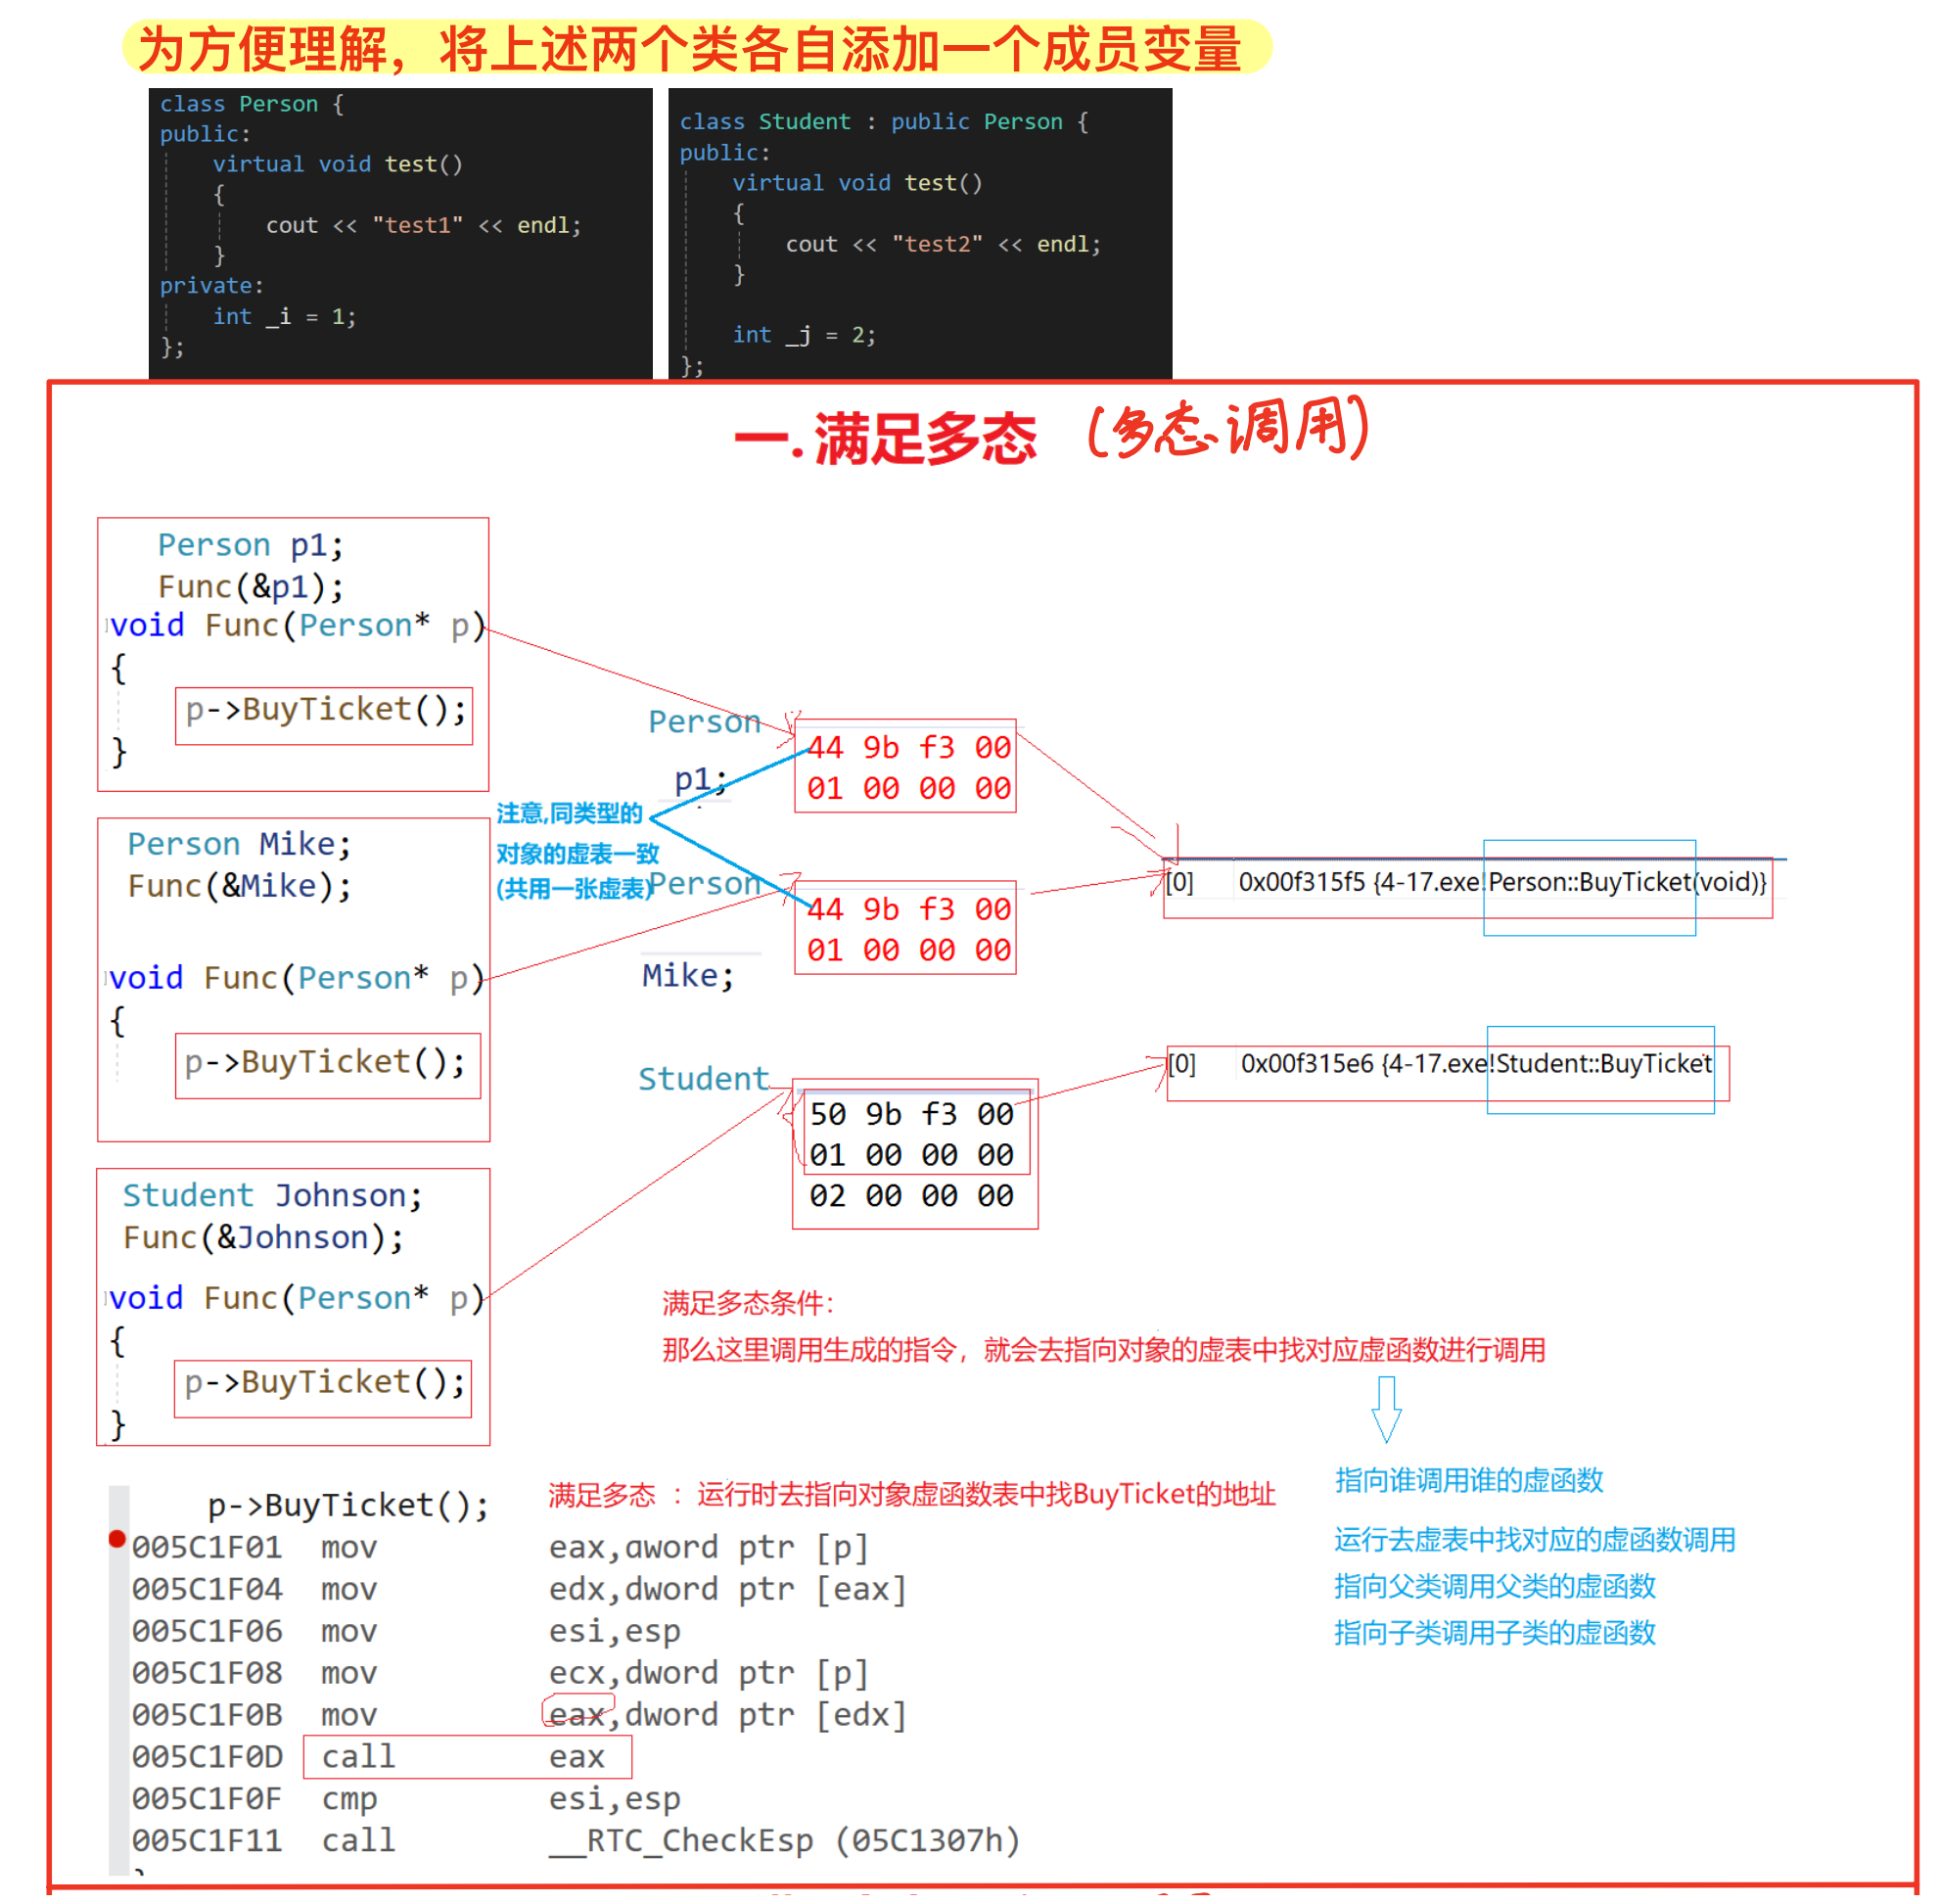 为方便理解，将上述两个类各自添加一个成员变量
class Person {
public:
virtual void test()
{
cout << "test1" << endl;
}
private:
int _i = 1;
};
class Student : public Person {
public:
virtual void test()
{
cout << "test2" << endl;
}
int _j = 2;
};
一.满足多态 (多态调用)
Person p1;
Func(&p1);
void Func(Person* p)
{
p->BuyTicket();
}
Person
p1;
44 9b f3 00
01 00 00 00
注意,同类型的
对象的虚表一致
(共用一张虚表)
Person Mike;
Func(&Mike);
void Func(Person* p)
{
p->BuyTicket();
Person
Mike;
44 9b f3 00
01 00 00 00
[0] 0x00f315f5 {4-17.exe!Person::BuyTicket(void)}
Student
50 9b f3 00
01 00 00 00
02 00 00 00
[0] 0x00f315e6 {4-17.exe!Student::BuyTicket
Student Johnson;
Func(&Johnson);
void Func(Person* p)
{
p->BuyTicket();
}
满足多态条件：
那么这里调用生成的指令，就会去指向对象的虚表中找对应虚函数进行调用
指向谁调用谁的虚函数
运行去虚表中找对应的虚函数调用
指向父类调用父类的虚函数
指向子类调用子类的虚函数
p->BuyTicket();
满足多态 ：运行时去指向对象虚函数表中找BuyTicket的地址
005C1F01 mov eax,dword ptr [p]
005C1F04 mov edx,dword ptr [eax]
005C1F06 mov esi,esp
005C1F08 mov ecx,dword ptr [p]
005C1F0B mov eax,dword ptr [edx]
005C1F0D call eax
005C1F0F cmp esi,esp
005C1F11 call __RTC_CheckEsp (05C1307h)